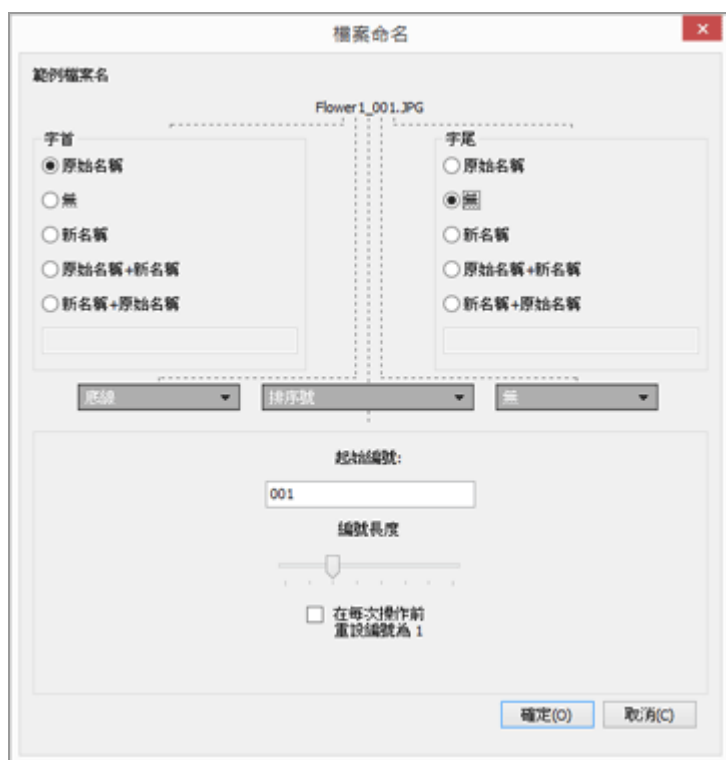 檔案命名
範例檔案名
Flower1_001.JPG
字首
原始名稱
無
新名稱
原始名稱+新名稱
新名稱+原始名稱
字尾
原始名稱
無
新名稱
原始名稱+新名稱
新名稱+原始名稱
底線
排序號
無
起始編號:
001
編號長度
在每次操作前
重設編號為 1
確定(O)
取消(C)